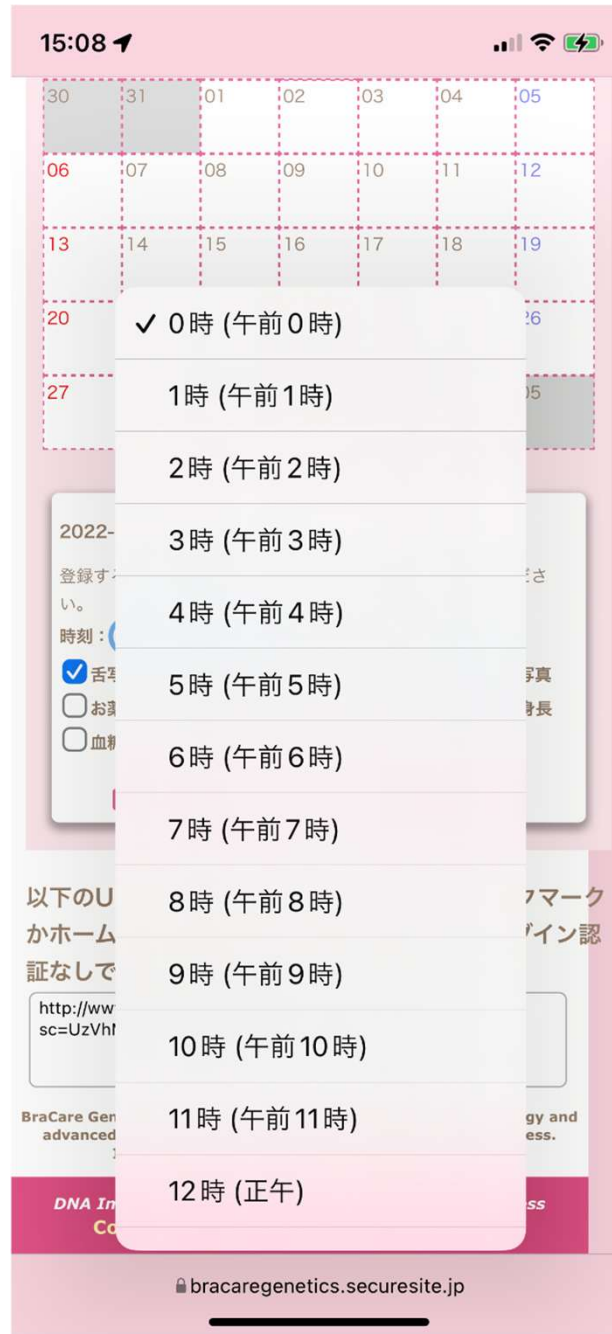 15:08
30 31 01 02 03 04 05
06 07 08 09 10 11 12
13 14 15 16 17 18 19
20 26
27 05
✓ 0時 (午前0時)
1時 (午前1時)
2時 (午前2時)
3時 (午前3時)
4時 (午前4時)
5時 (午前5時)
6時 (午前6時)
7時 (午前7時)
8時 (午前8時)
9時 (午前9時)
10時 (午前10時)
11時 (午前11時)
12時 (正午)
2022-
登録す
ださ
い。
時刻：
舌写
写真
お薬
身長
血糖
以下のU
クマーク
かホーム
グイン認
証なしで
http://ww
sc=UzVh
BraCare Gen
gy and
advanced
ess.
DNA In
ss
Co
bracaregenetics.securesite.jp